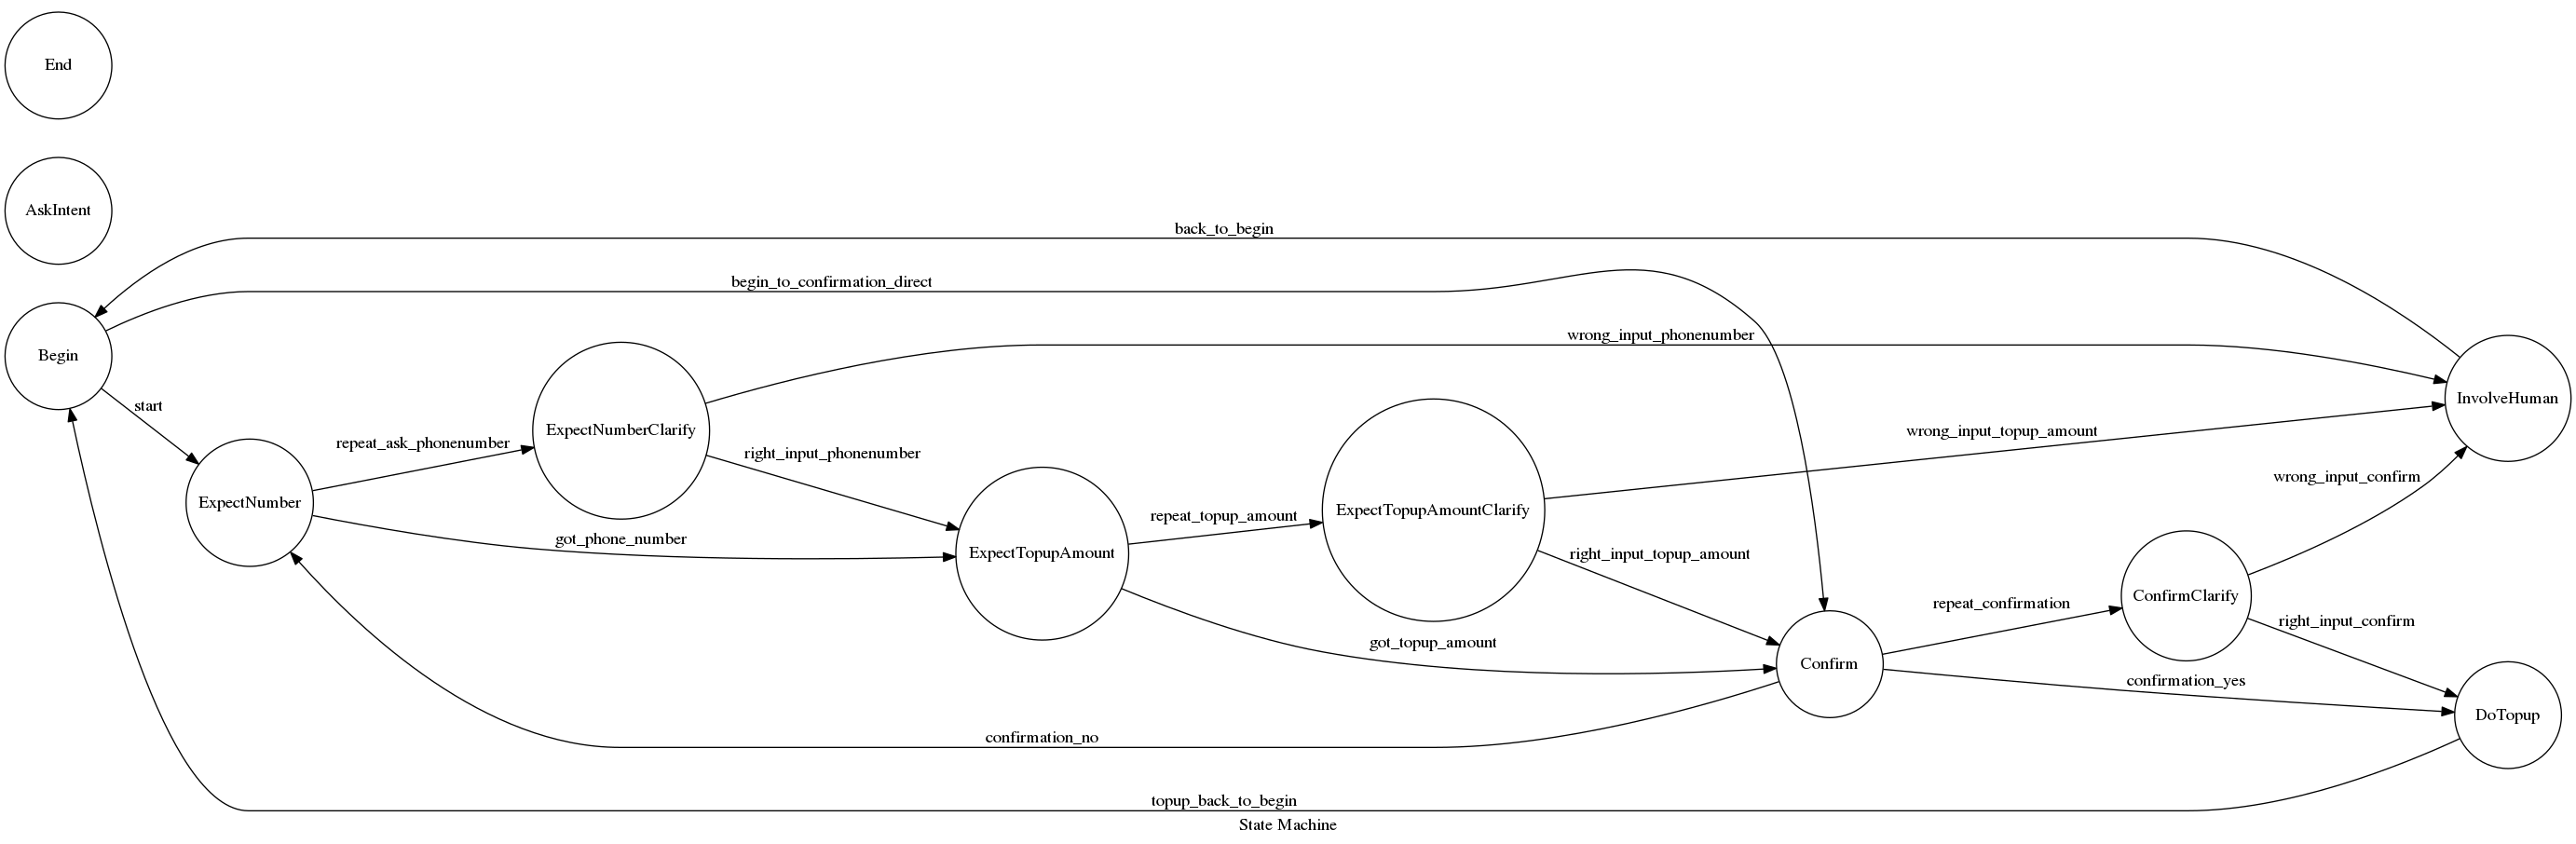 End
AskIntent
back_to_begin
begin_to_confirmation_direct
wrong_input_phonenumber
Begin
InvolveHuman
start
ExpectNumberClarify
wrong_input_topup_amount
repeat_ask_phonenumber
right_input_phonenumber
wrong_input_confirm
ExpectNumber
ExpectTopupAmountClarify
repeat_topup_amount
got_phone_number
ExpectTopupAmount
right_input_topup_amount
ConfirmClarify
repeat_confirmation
right_input_confirm
got_topup_amount
Confirm
confirmation_yes
DoTopup
confirmation_no
topup_back_to_begin
State Machine